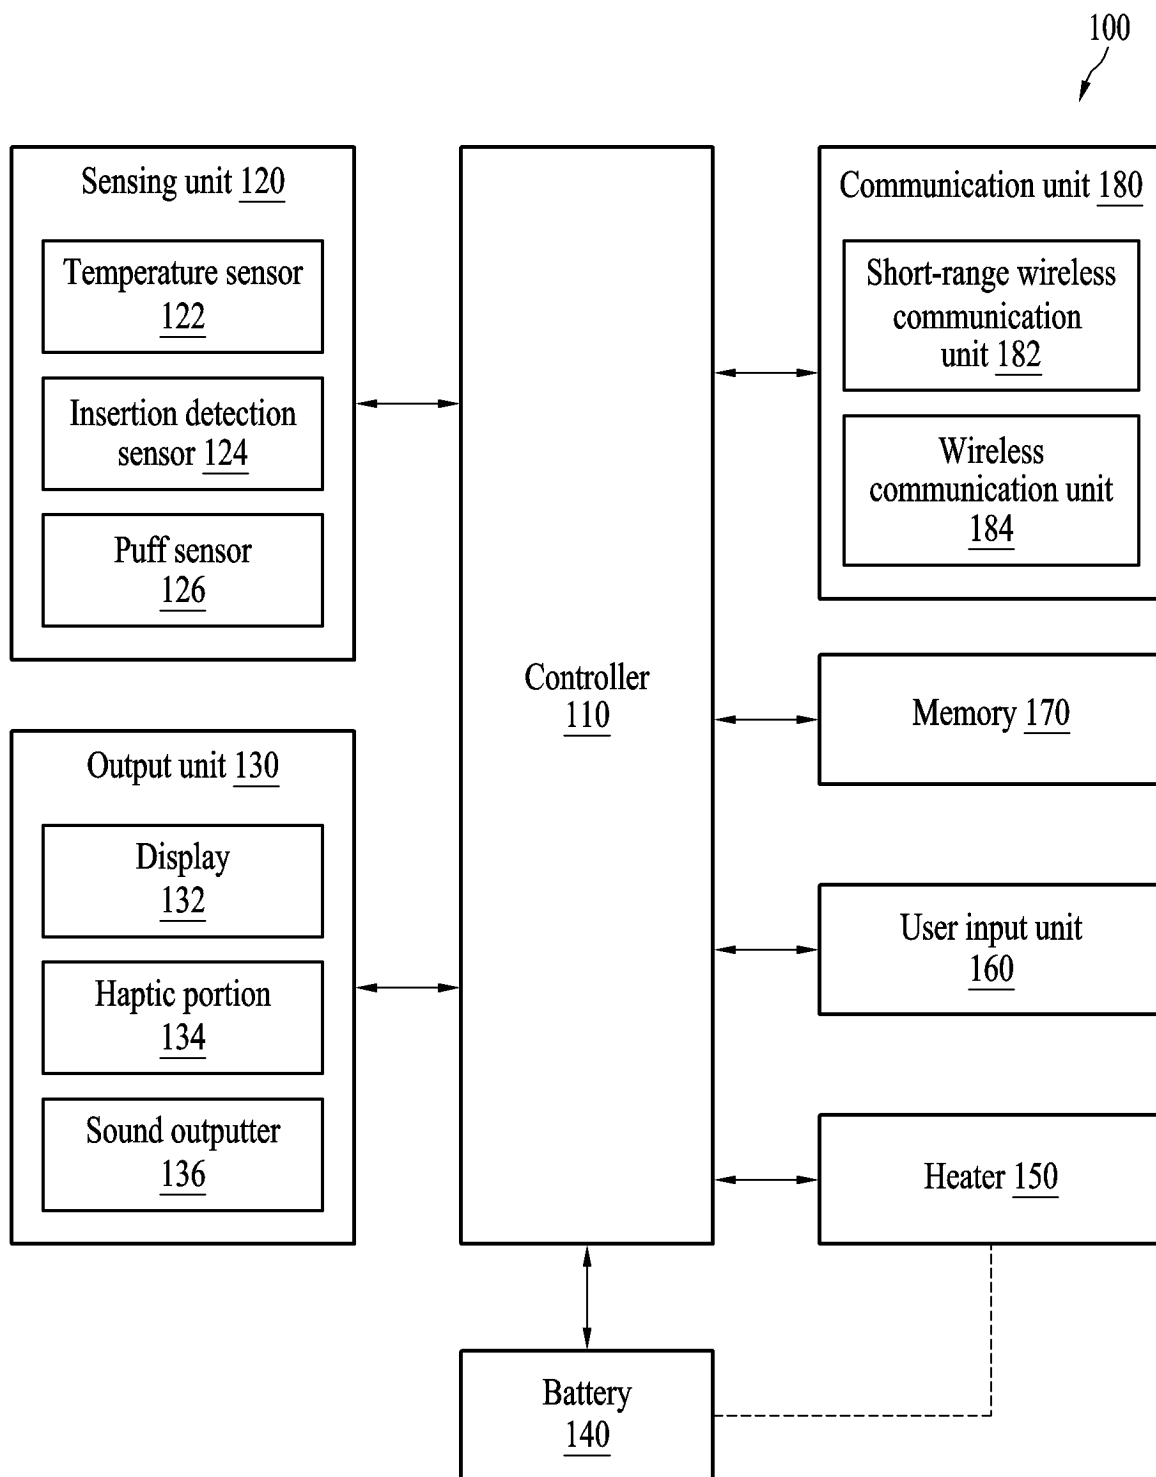 100
Sensing unit 120
Temperature sensor
122
Insertion detection
sensor 124
Puff sensor
126
Output unit 130
Display
132
Haptic portion
134
Sound outputter
136
Controller
110
Battery
140
Communication unit 180
Short-range wireless
communication
unit 182
Wireless
communication unit
184
Memory 170
User input unit
160
Heater 150